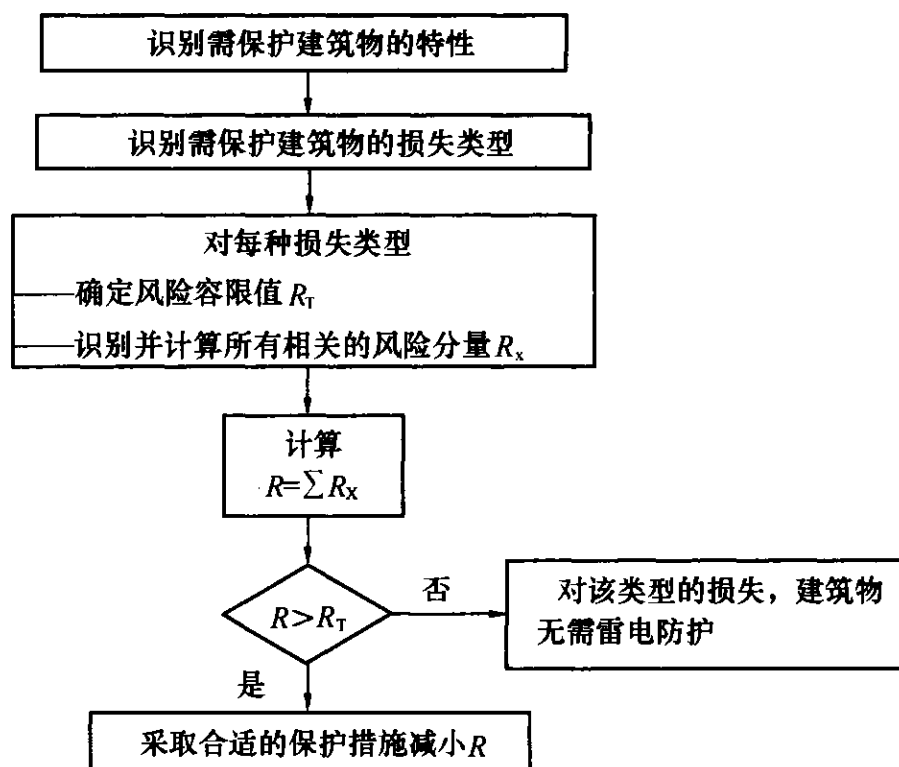 识别需保护建筑物的特性
识别需保护建筑物的损失类型
对每种损失类型
——确定风险容限值 R_T
——识别并计算所有相关的风险分量 R_x
计算
R=∑R_X
R>R_T
否
对该类型的损失，建筑物
无需雷电防护
是
采取合适的保护措施减小R